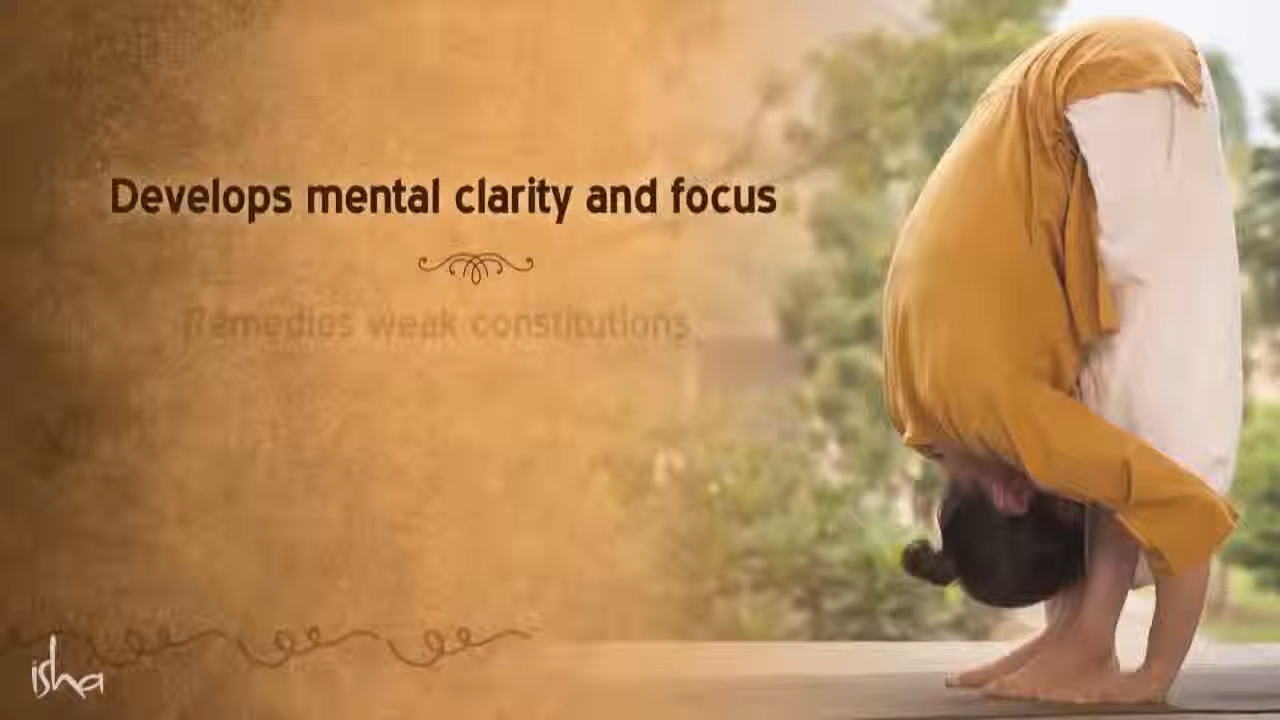 Develops mental clarity and focus
Remedies weak constitutions
isha